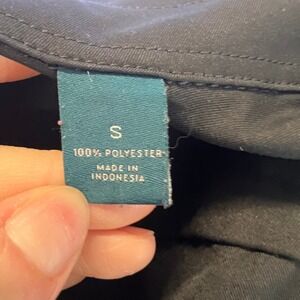 S
100% POLYESTER
MADE IN
INDONESIA